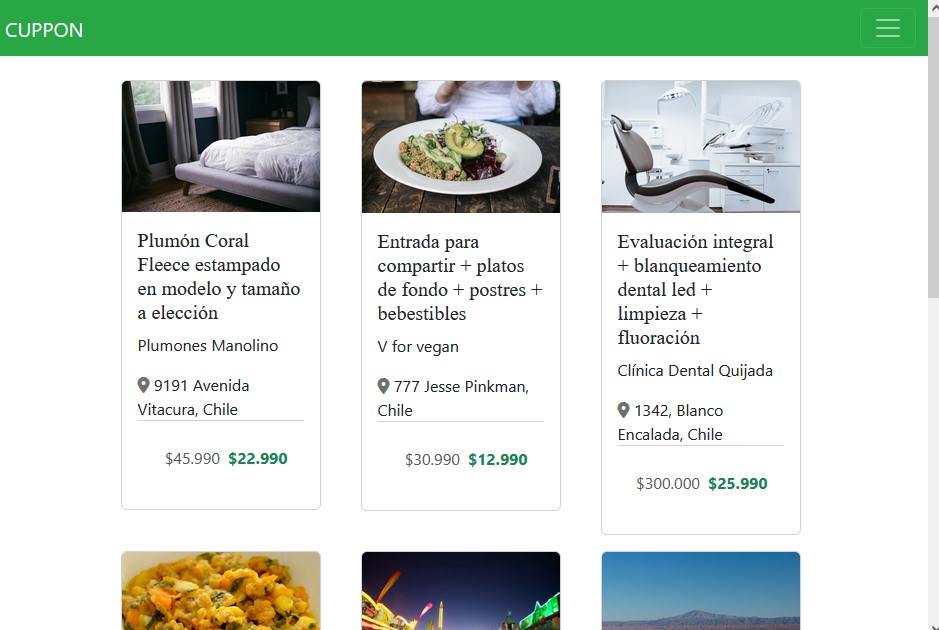 CUPPON
Plumón Coral
Fleece estampado
en modelo y tamaño
a elección
Plumones Manolino
9191 Avenida
Vitacura, Chile
$45.990 $22.990
Entrada para
compartir + platos
de fondo + postres +
bebestibles
V for vegan
777 Jesse Pinkman,
Chile
$30.990 $12.990
Evaluación integral
+ blanqueamiento
dental led +
limpieza +
fluoración
Clínica Dental Quijada
1342, Blanco
Encalada, Chile
$300.000 $25.990